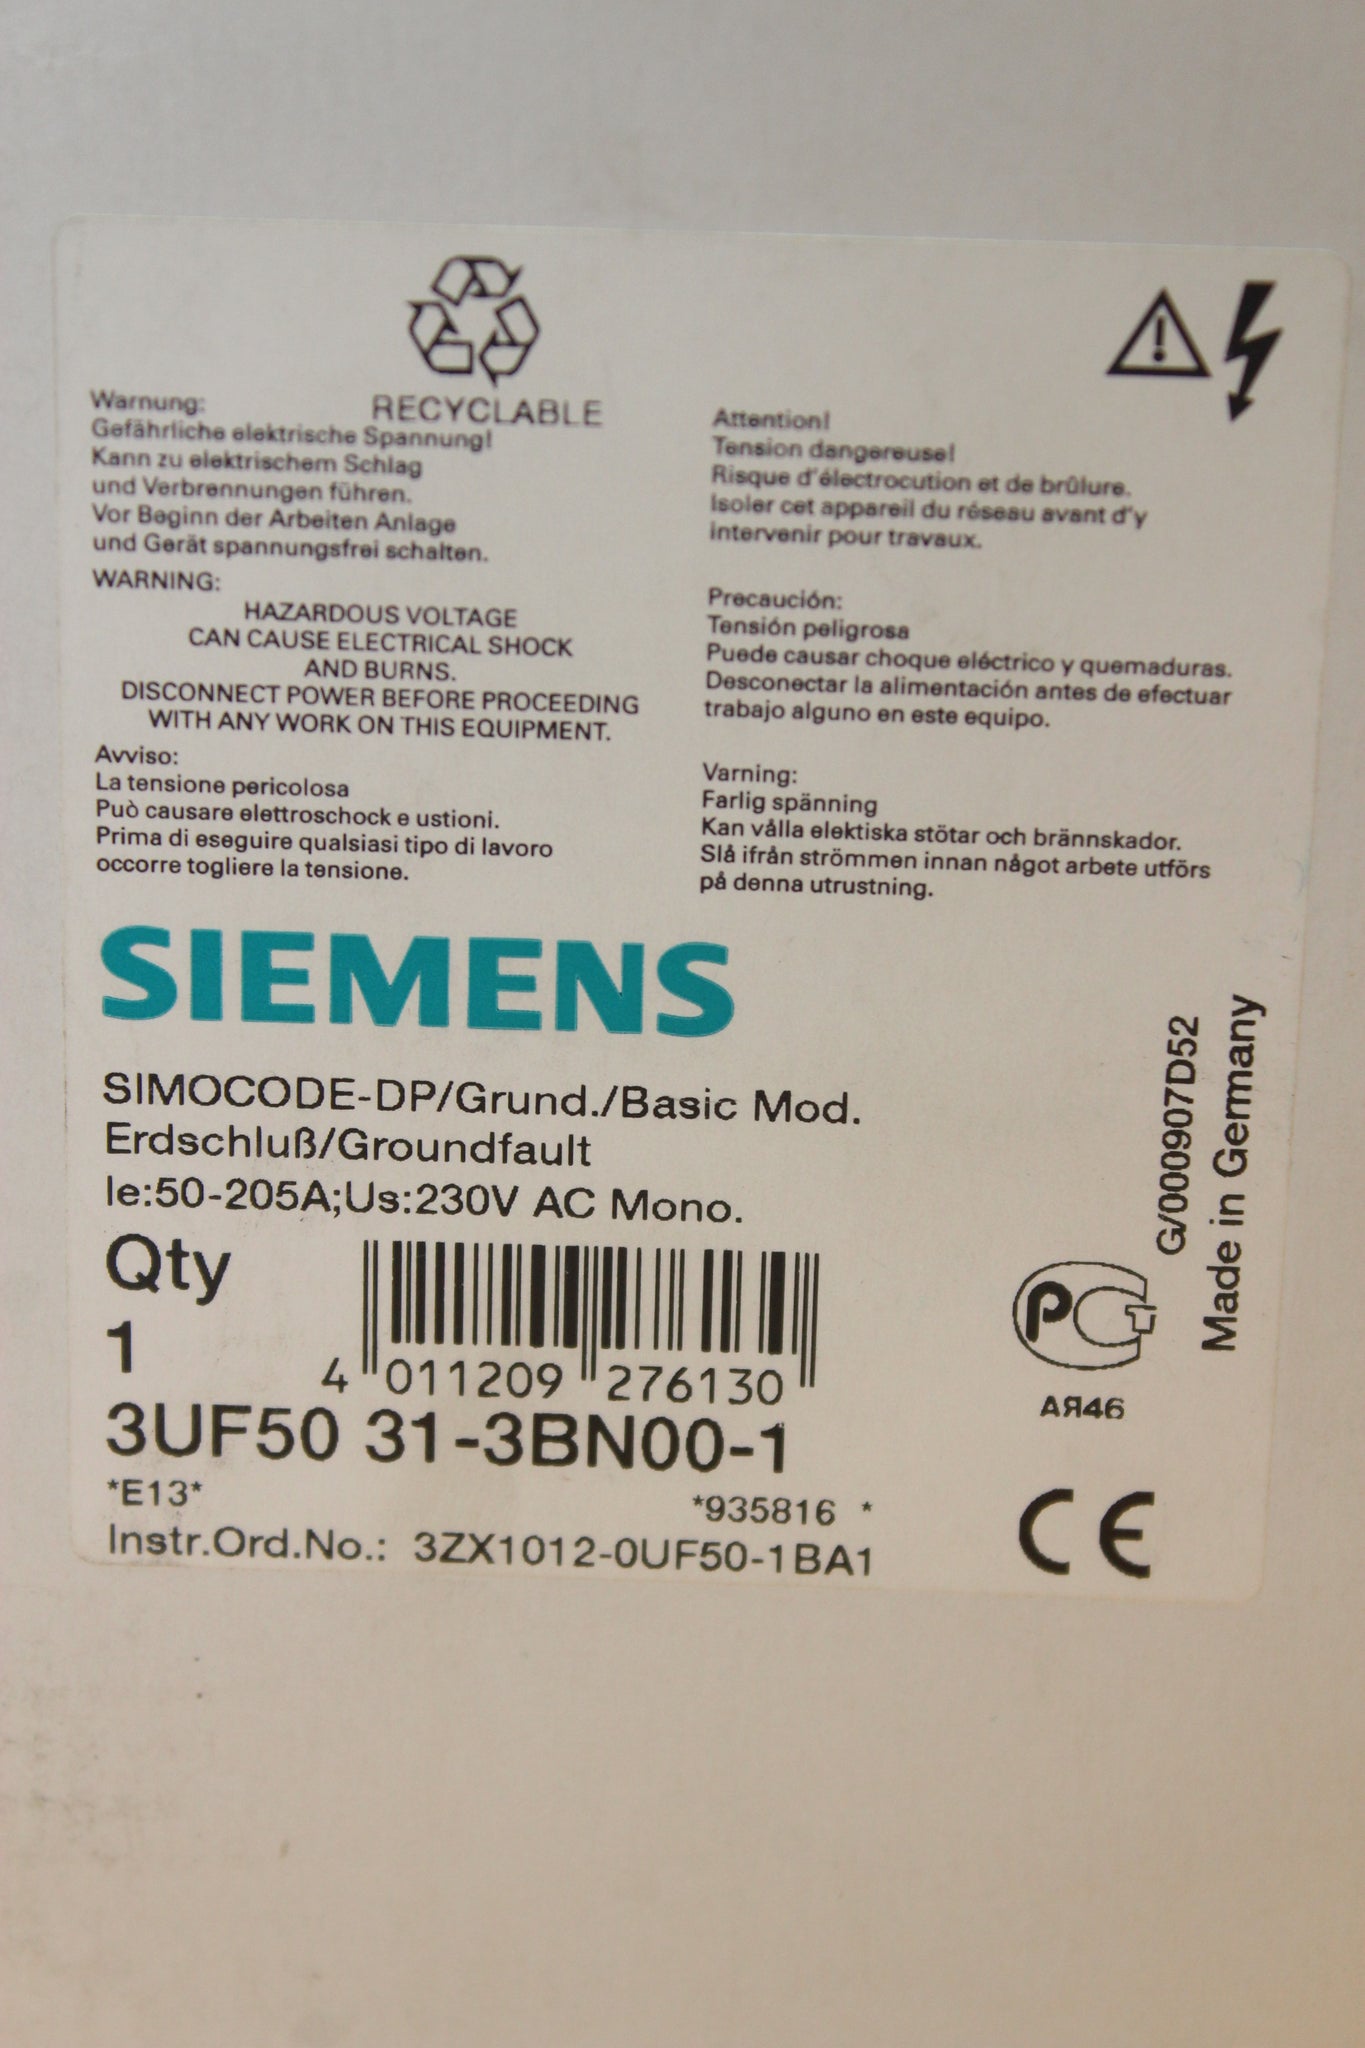 RECYCLABLE
Warnung:
Gefährliche elektrische Spannung!
Kann zu elektrischem Schlag
und Verbrennungen führen.
Vor Beginn der Arbeiten Anlage
und Gerät spannungsfrei schalten.
WARNING:
HAZARDOUS VOLTAGE
CAN CAUSE ELECTRICAL SHOCK
AND BURNS.
DISCONNECT POWER BEFORE PROCEEDING
WITH ANY WORK ON THIS EQUIPMENT.
Avviso:
La tensione pericolosa
Può causare elettroschock e ustioni.
Prima di eseguire qualsiasi tipo di lavoro
occorre togliere la tensione.
Attention!
Tension dangereuse!
Risque d'électrocution et de brûlure.
Isoler cet appareil du réseau avant d'y
intervenir pour travaux.
Precaución:
Tensión peligrosa
Puede causar choque eléctrico y quemaduras.
Desconectar la alimentación antes de efectuar
trabajo alguno en este equipo.
Varning:
Farlig spänning
Kan vålla elektiska stötar och brännskador.
Slå ifrån strömmen innan något arbete utförs
på denna utrustning.
SIEMENS
SIMOCODE-DP/Grund./Basic Mod.
Erdschluß/Groundfault
Ie:50-205A;Us:230V AC Mono.
Qty
1
4 011209 276130
3UF50 31-3BN00-1
*E13*
*935816 *
Instr.Ord.No.: 3ZX1012-0UF50-1BA1
G/000907D52
Made in Germany
АЯ46
CE